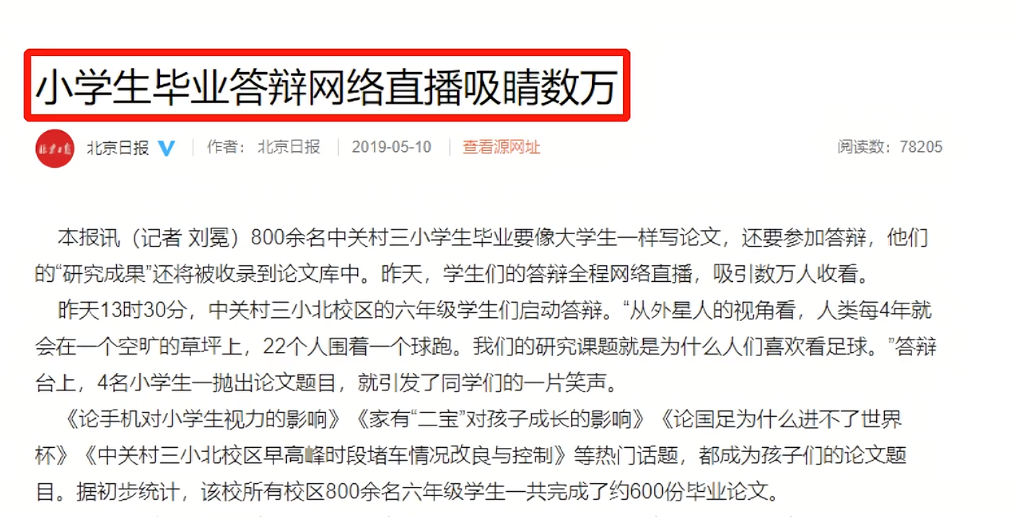 小学生毕业答辩网络直播吸睛数万
北京日报 作者： 北京日报 2019-05-10 查看源网址 阅读数：78205
本报讯（记者 刘冕）800余名中关村三小学生毕业要像大学生一样写论文，还要参加答辩，他们
的“研究成果”还将被收录到论文库中。昨天，学生们的答辩全程网络直播，吸引数万人收看。
昨天13时30分，中关村三小北校区的六年级学生们启动答辩。“从外星人的视角看，人类每4年就
会在一个空旷的草坪上，22个人围着一个球跑。我们的研究课题就是为什么人们喜欢看足球。”答辩
台上，4名小学生一抛出论文题目，就引发了同学们的一片笑声。
《论手机对小学生视力的影响》《家有“二宝”对孩子成长的影响》《论国足为什么进不了世界
杯》《中关村三小北校区早高峰时段堵车情况改良与控制》等热门话题，都成为孩子们的论文题
目。据初步统计，该校所有校区800余名六年级学生一共完成了约600份毕业论文。